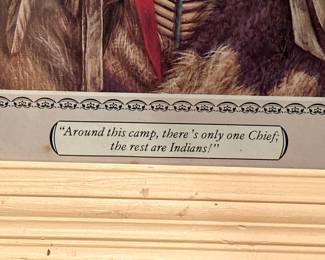 "Around this camp, there's only one Chief;
the rest are Indians!"